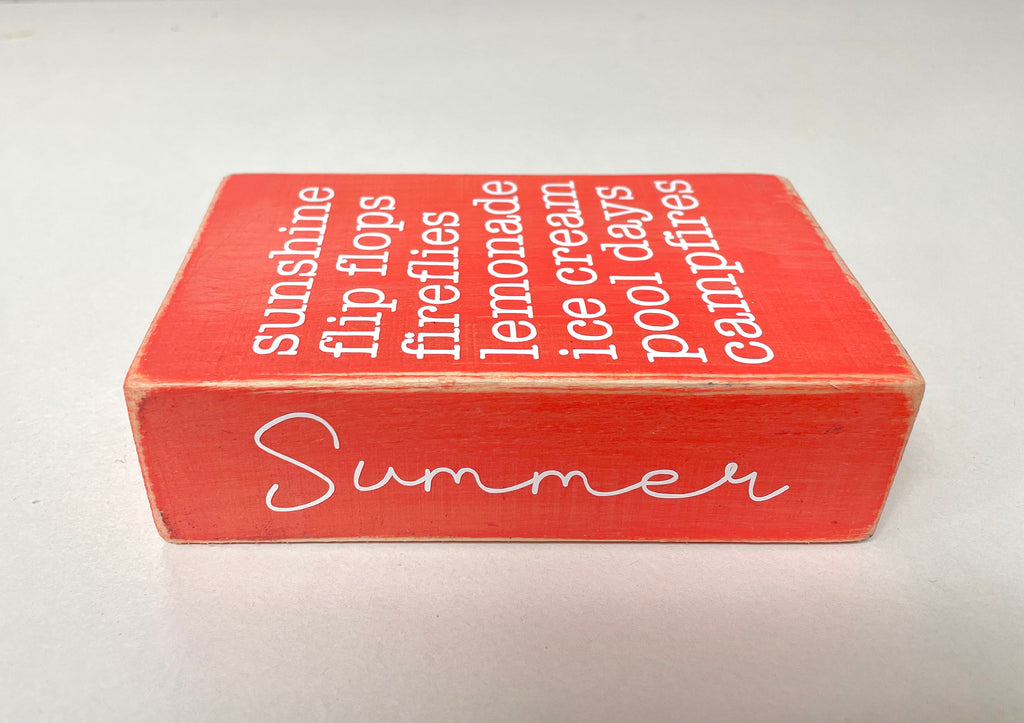 sunshine
flip flops
fireflies
lemonade
ice cream
pool days
campfires
Summer